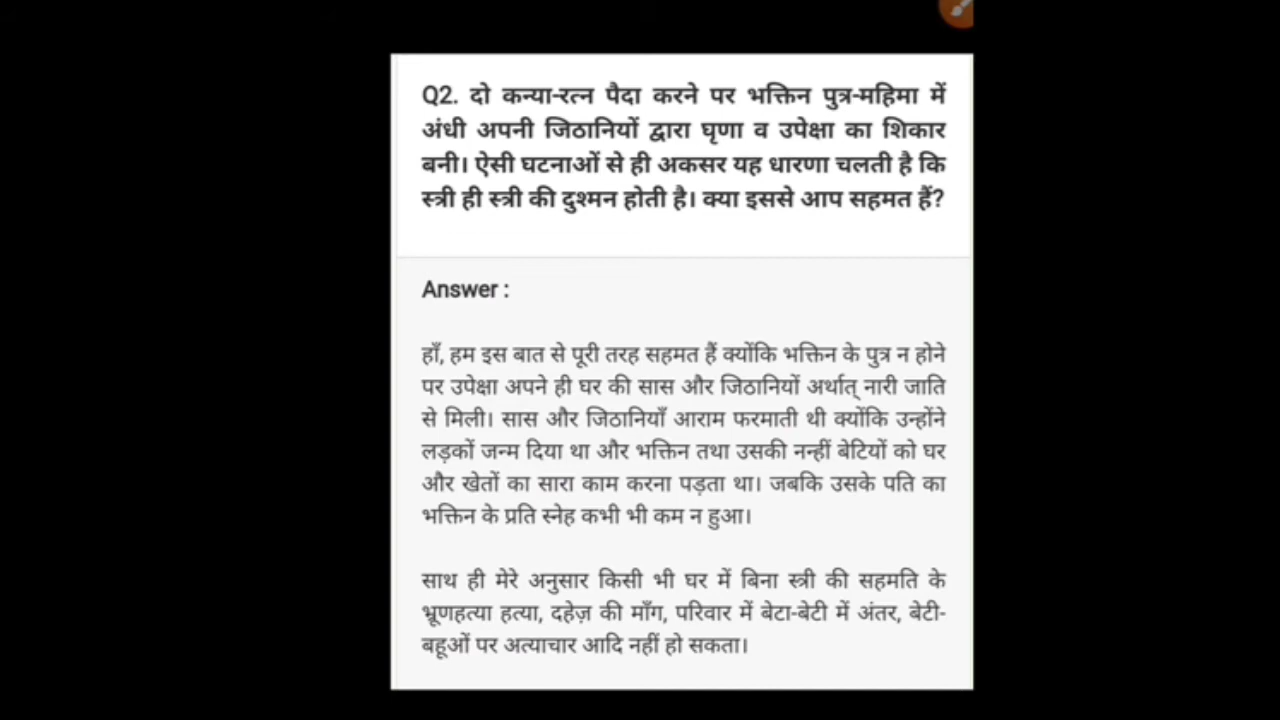 Q2. दो कन्या-रत्न पैदा करने पर भक्तिन पुत्र-महिमा में
अंधी अपनी जिठानियों द्वारा घृणा व उपेक्षा का शिकार
बनी। ऐसी घटनाओं से ही अकसर यह धारणा चलती है कि
स्त्री ही स्त्री की दुश्मन होती है। क्या इससे आप सहमत हैं?
Answer :
हाँ, हम इस बात से पूरी तरह सहमत हैं क्योंकि भक्तिन के पुत्र न होने
पर उपेक्षा अपने ही घर की सास और जिठानियों अर्थात् नारी जाति
से मिली। सास और जिठानियाँ आराम फरमाती थी क्योंकि उन्होंने
लड़कों जन्म दिया था और भक्तिन तथा उसकी नन्हीं बेटियों को घर
और खेतों का सारा काम करना पड़ता था। जबकि उसके पति का
भक्तिन के प्रति स्नेह कभी भी कम न हुआ।
साथ ही मेरे अनुसार किसी भी घर में बिना स्त्री की सहमति के
भ्रूणहत्या हत्या, दहेज़ की माँग, परिवार में बेटा-बेटी में अंतर, बेटी-
बहूओं पर अत्याचार आदि नहीं हो सकता।